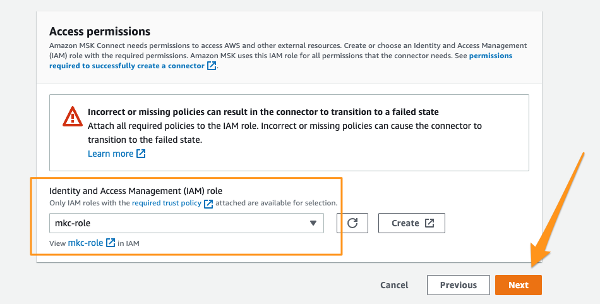 Access permissions
Amazon MSK Connect needs permissions to access AWS and other external resources. Create or choose an Identity and Access Management
(IAM) role with the required permissions. Amazon MSK uses this IAM role for all permissions that the connector needs. See permissions
required to successfully create a connector
Incorrect or missing policies can result in the connector to transition to a failed state
Attach all required policies to the IAM role. Incorrect or missing policies can cause the connector to
transition to the failed state.
Learn more
Identity and Access Management (IAM) role
Only IAM roles with the required trust policy attached are available for selection.
mkc-role
Create
View mkc-role in IAM
Cancel
Previous
Next